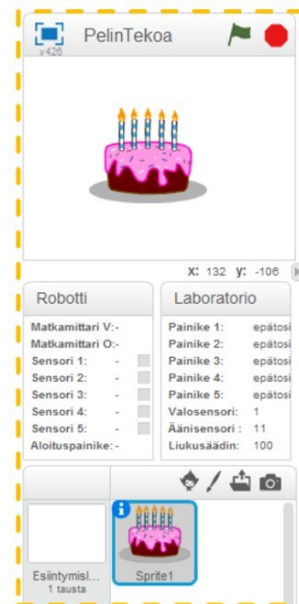 PelinTekoa
v426
X: 132 y: -106
Robotti
Matkamittari V:-
Matkamittari O:-
Sensori 1: -
Sensori 2: -
Sensori 3: -
Sensori 4: -
Sensori 5: -
Aloituspainike:-
Laboratorio
Painike 1: epätosi
Painike 2: epätosi
Painike 3: epätosi
Painike 4: epätosi
Painike 5: epätosi
Valosensori: 1
Äänisensori : 11
Liukusäädin: 100
Esiintymisl...
1 tausta
Sprite1